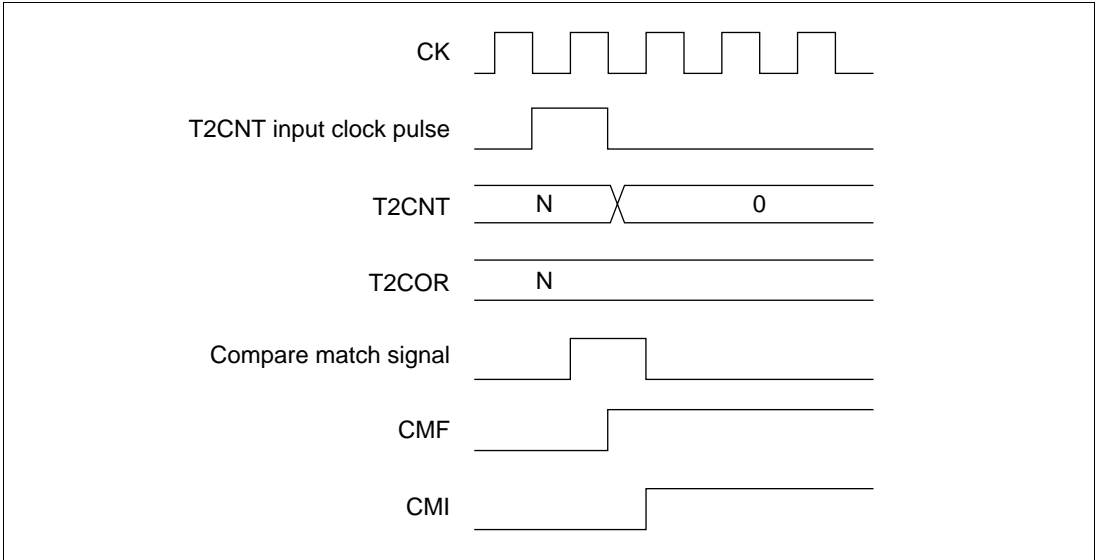 CK
T2CNT input clock pulse
T2CNT N 0
T2COR N
Compare match signal
CMF
CMI